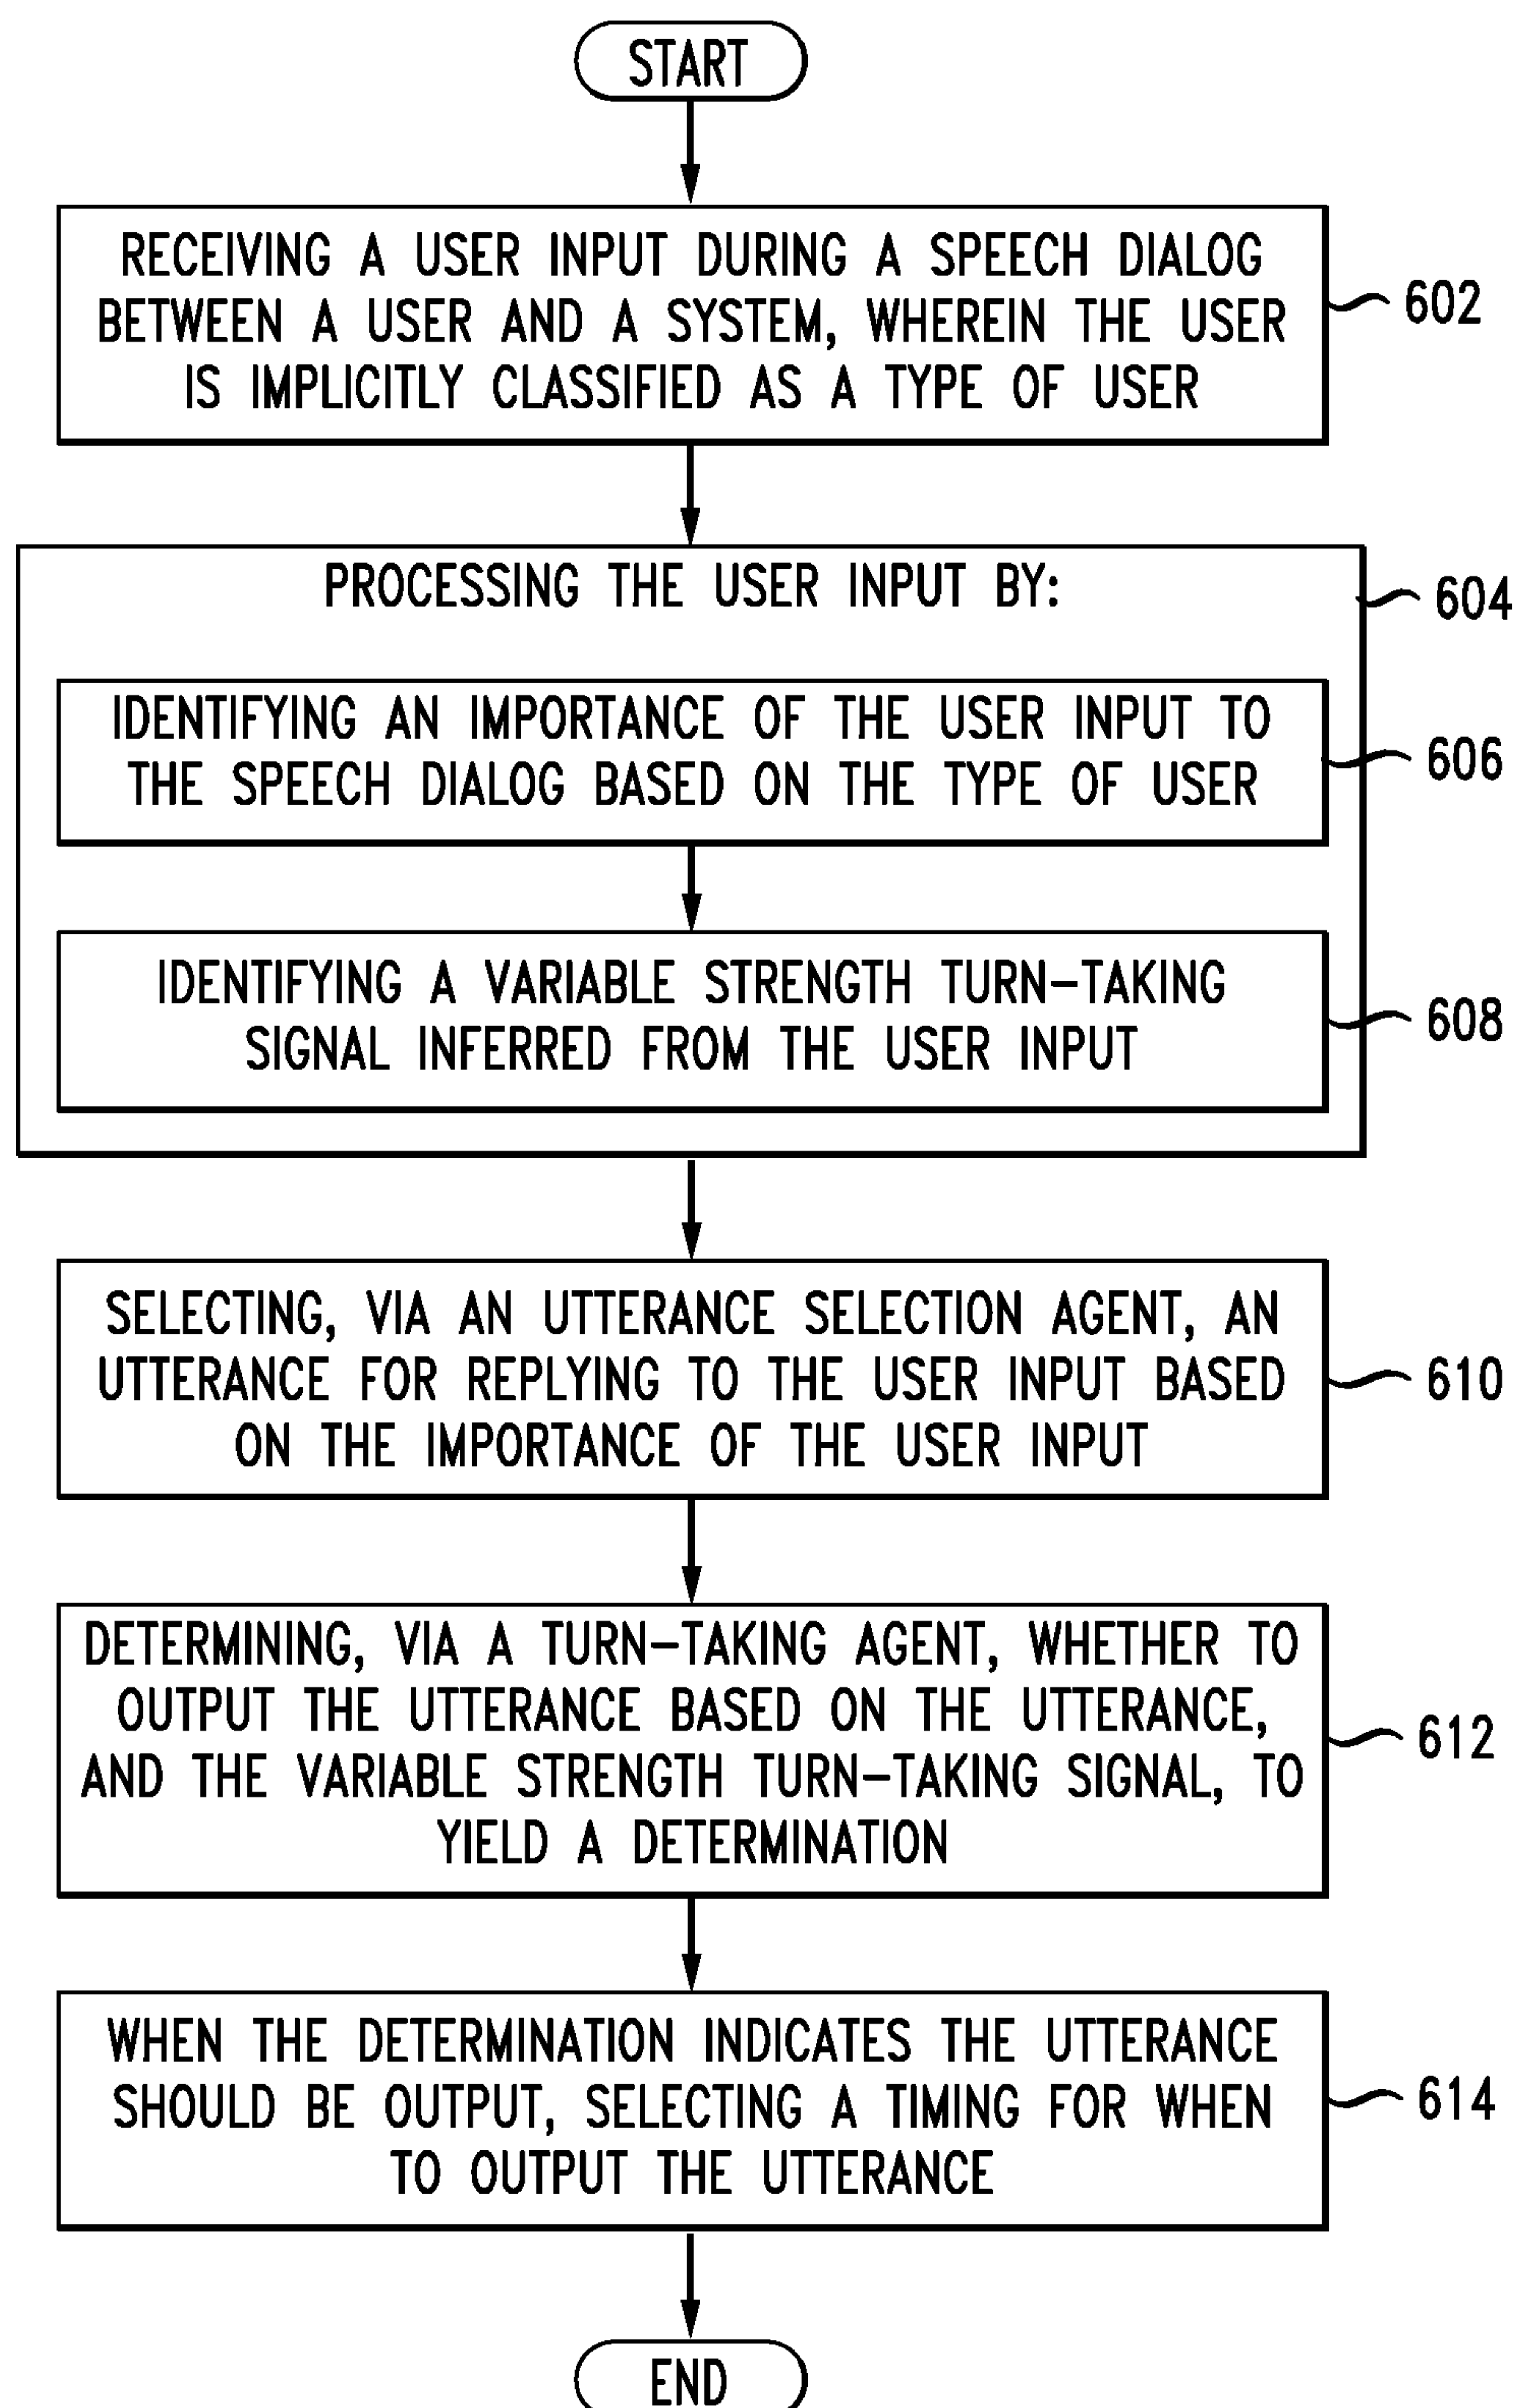 START
RECEIVING A USER INPUT DURING A SPEECH DIALOG
BETWEEN A USER AND A SYSTEM, WHEREIN THE USER
IS IMPLICITLY CLASSIFIED AS A TYPE OF USER
602
PROCESSING THE USER INPUT BY:
604
IDENTIFYING AN IMPORTANCE OF THE USER INPUT TO
THE SPEECH DIALOG BASED ON THE TYPE OF USER
606
IDENTIFYING A VARIABLE STRENGTH TURN-TAKING
SIGNAL INFERRED FROM THE USER INPUT
608
SELECTING, VIA AN UTTERANCE SELECTION AGENT, AN
UTTERANCE FOR REPLYING TO THE USER INPUT BASED
ON THE IMPORTANCE OF THE USER INPUT
610
DETERMINING, VIA A TURN-TAKING AGENT, WHETHER TO
OUTPUT THE UTTERANCE BASED ON THE UTTERANCE,
AND THE VARIABLE STRENGTH TURN-TAKING SIGNAL, TO
YIELD A DETERMINATION
612
WHEN THE DETERMINATION INDICATES THE UTTERANCE
SHOULD BE OUTPUT, SELECTING A TIMING FOR WHEN
TO OUTPUT THE UTTERANCE
614
END